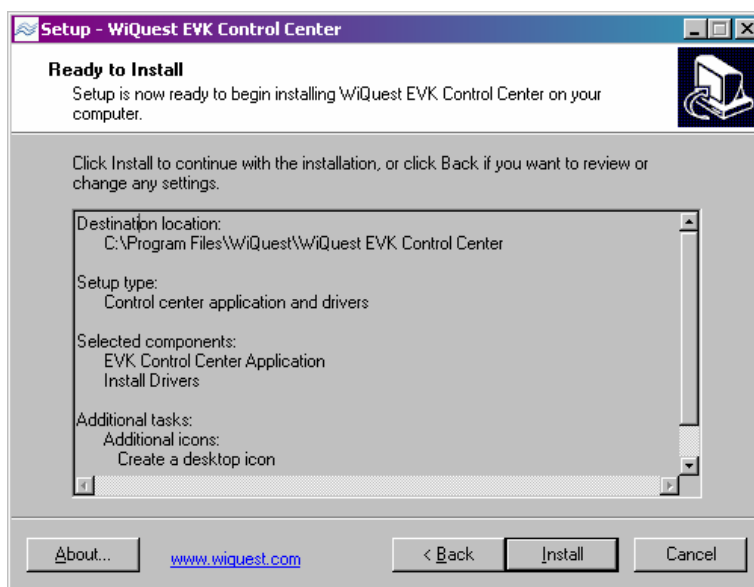 Setup - WiQuest EVK Control Center
Ready to Install
Setup is now ready to begin installing WiQuest EVK Control Center on your
computer.
Click Install to continue with the installation, or click Back if you want to review or
change any settings.
Destination location:
C:\Program Files\WiQuest\WiQuest EVK Control Center
Setup type:
Control center application and drivers
Selected components:
EVK Control Center Application
Install Drivers
Additional tasks:
Additional icons:
Create a desktop icon
About... www.wiquest.com < Back Install Cancel